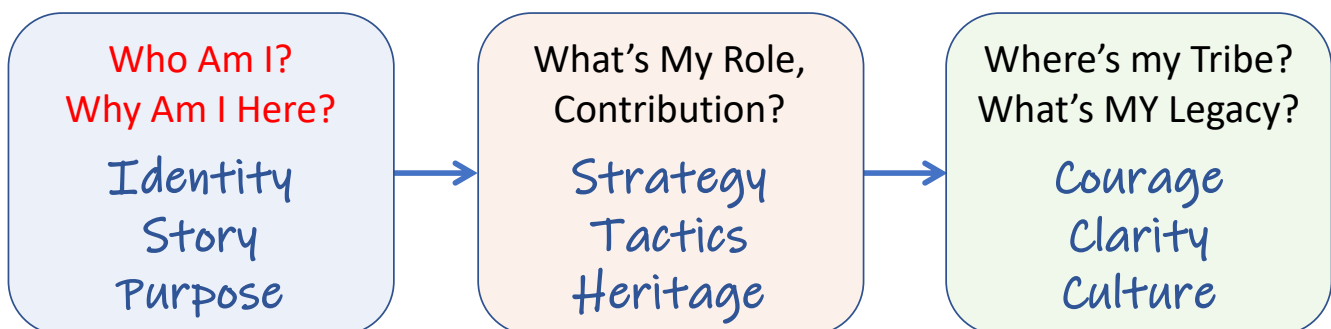 Who Am I?
Why Am I Here?
Identity
Story
Purpose
What’s My Role,
Contribution?
Strategy
Tactics
Heritage
Where’s my Tribe?
What’s MY Legacy?
Courage
Clarity
Culture